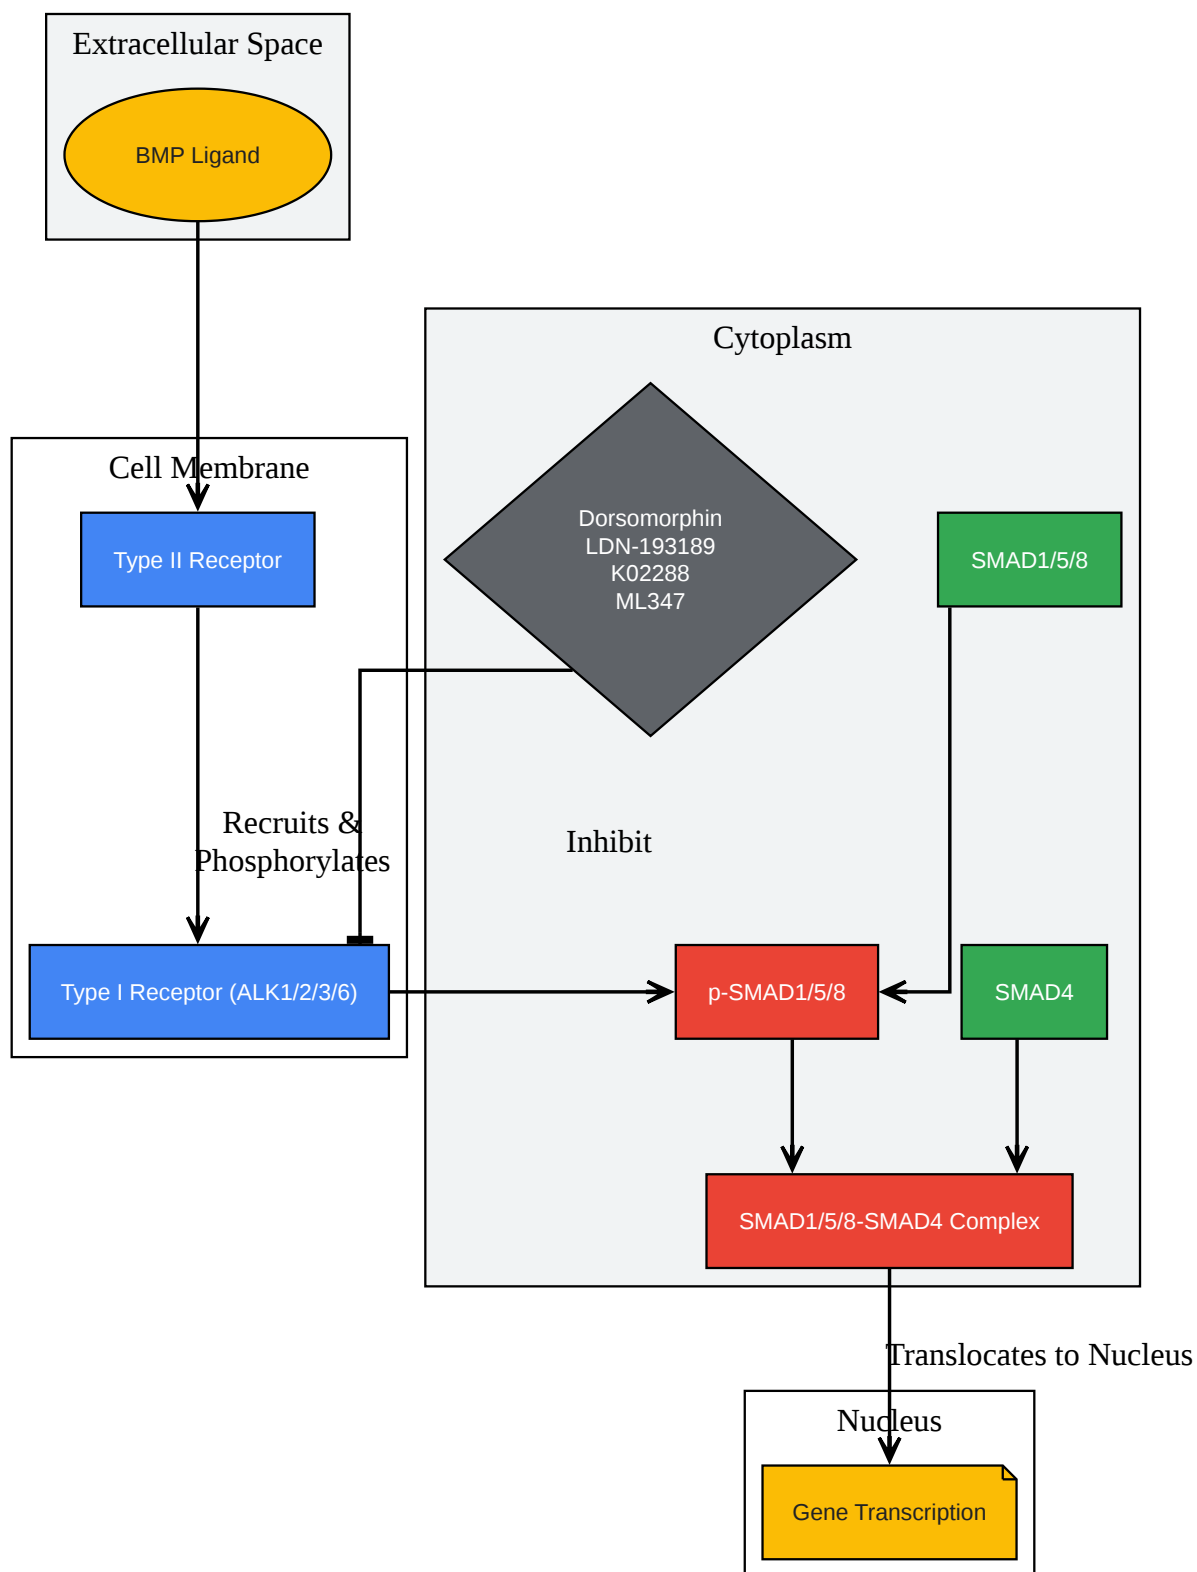 Extracellular Space
BMP Ligand
Cytoplasm
Cell Membrane
Dorsomorphin
LDN-193189
K02288
ML347
Type II Receptor
SMAD1/5/8
Recruits &
Phosphorylates
Inhibit
Type I Receptor (ALK1/2/3/6)
p-SMAD1/5/8
SMAD4
SMAD1/5/8-SMAD4 Complex
Translocates to Nucleus
Nucleus
Gene Transcription